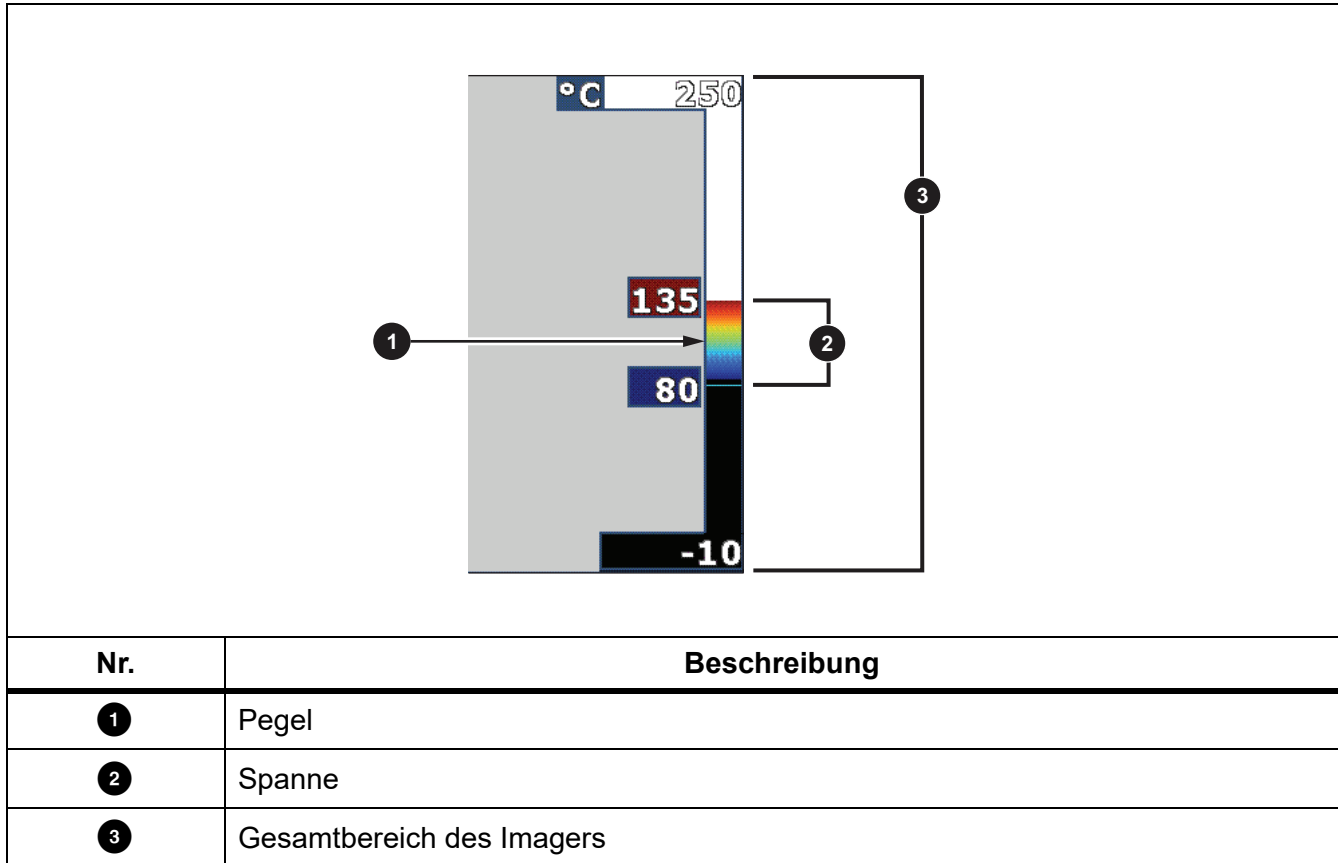 °C 250
3
135
1
2
80
-10
Nr. Beschreibung
1 Pegel
2 Spanne
3 Gesamtbereich des Imagers